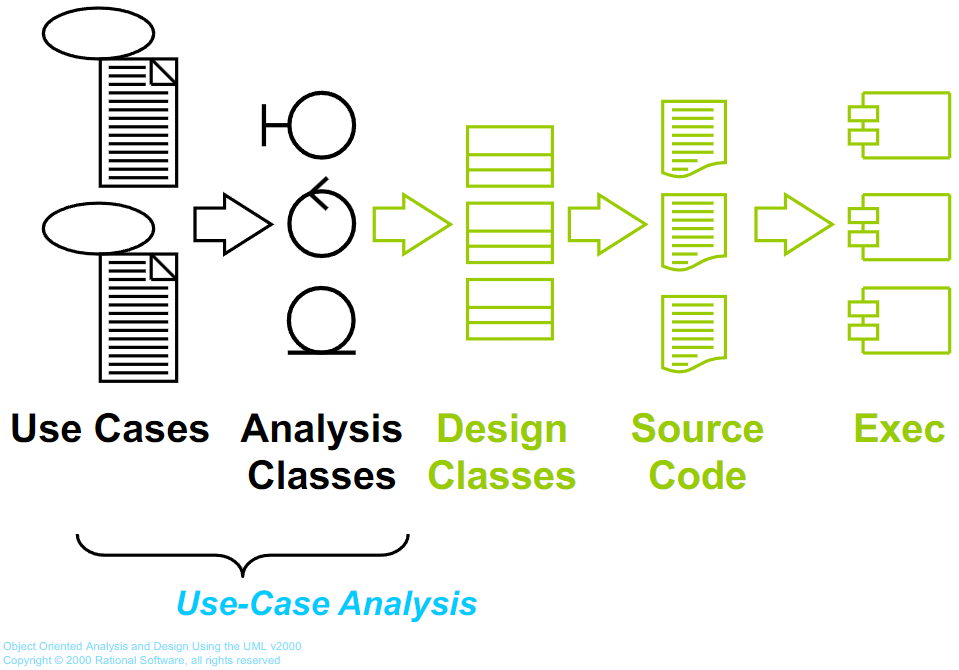 Use Cases
Analysis
Classes
Design
Classes
Source
Code
Exec
Use-Case Analysis
Object Oriented Analysis and Design Using the UML v2000
Copyright © 2000 Rational Software, all rights reserved